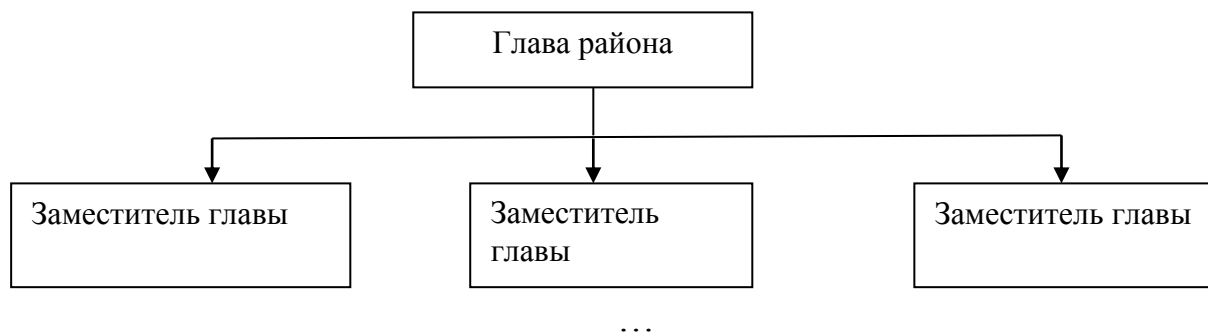 Глава района
Заместитель главы
Заместитель
главы
Заместитель главы
…